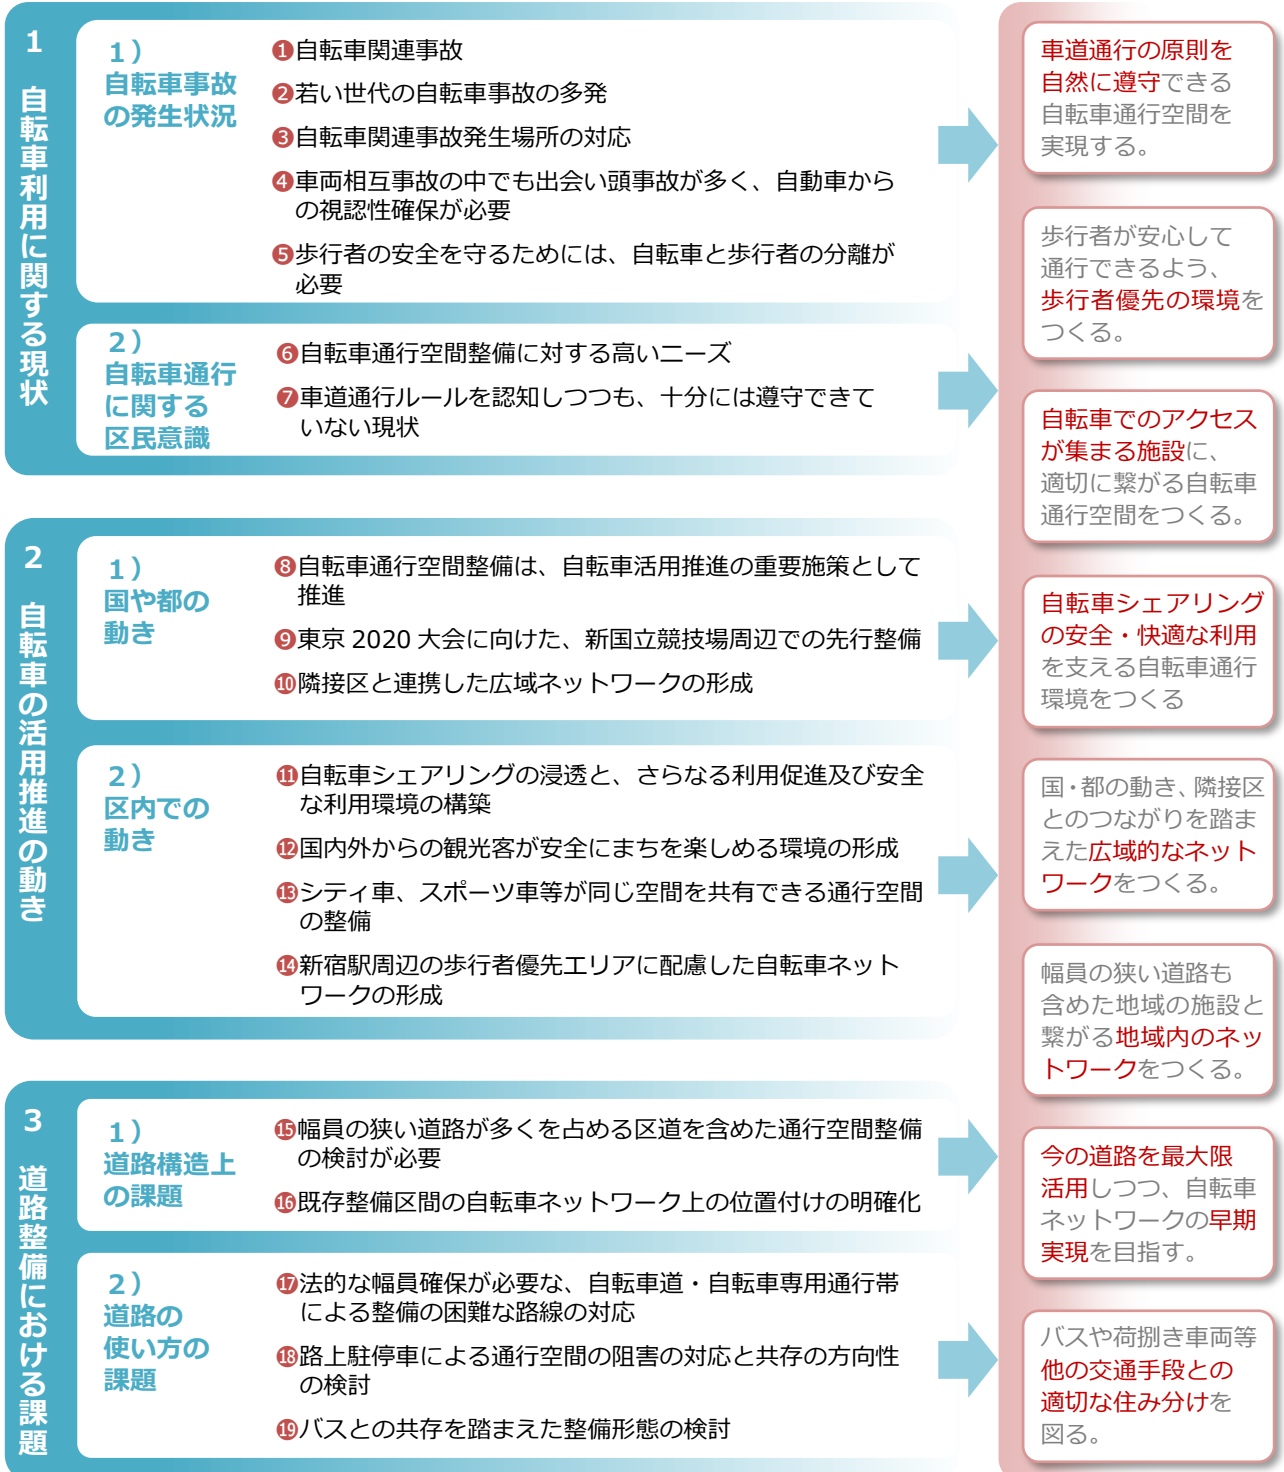 1 自転車利用に関する現状
1)
自転車事故
の発生状況
❶自転車関連事故
❷若い世代の自転車事故の多発
❸自転車関連事故発生場所の対応
❹車両相互事故の中でも出会い頭事故が多く、自動車から
の視認性確保が必要
❺歩行者の安全を守るためには、自転車と歩行者の分離が
必要
2)
自転車通行
に関する
区民意識
❻自転車通行空間整備に対する高いニーズ
❼車道通行ルールを認知しつつも、十分には遵守できて
いない現状
2 自転車の活用推進の動き
1)
国や都の
動き
❽自転車通行空間整備は、自転車活用推進の重要施策として
推進
❾東京 2020 大会に向けた、新国立競技場周辺での先行整備
❿隣接区と連携した広域ネットワークの形成
2)
区内での
動き
⓫自転車シェアリングの浸透と、さらなる利用促進及び安全
な利用環境の構築
⓬国内外からの観光客が安全にまちを楽しめる環境の形成
⓭シティ車、スポーツ車等が同じ空間を共有できる通行空間
の整備
⓮新宿駅周辺の歩行者優先エリアに配慮した自転車ネット
ワークの形成
3 道路整備における課題
1)
道路構造上
の課題
⓯幅員の狭い道路が多くを占める区道を含めた通行空間整備
の検討が必要
⓰既存整備区間の自転車ネットワーク上の位置付けの明確化
2)
道路の
使い方の
課題
⓱法的な幅員確保が必要な、自転車道・自転車専用通行帯
による整備の困難な路線の対応
⓲路上駐停車による通行空間の阻害の対応と共存の方向性
の検討
⓳バスとの共存を踏まえた整備形態の検討
車道通行の原則を
自然に遵守できる
自転車通行空間を
実現する。
歩行者が安心して
通行できるよう、
歩行者優先の環境を
つくる。
自転車でのアクセス
が集まる施設に、
適切に繋がる自転車
通行空間をつくる。
自転車シェアリング
の安全・快適な利用
を支える自転車通行
環境をつくる
国・都の動き、隣接区
とのつながりを踏ま
えた広域的なネット
ワークをつくる。
幅員の狭い道路も
含めた地域の施設と
繋がる地域内のネッ
トワークをつくる。
今の道路を最大限
活用しつつ、自転車
ネットワークの早期
実現を目指す。
バスや荷捌き車両等
他の交通手段との
適切な住み分けを
図る。